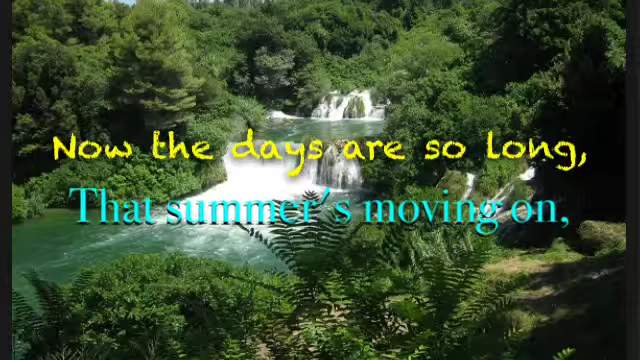 Now the days are so long,
That summer's moving on,